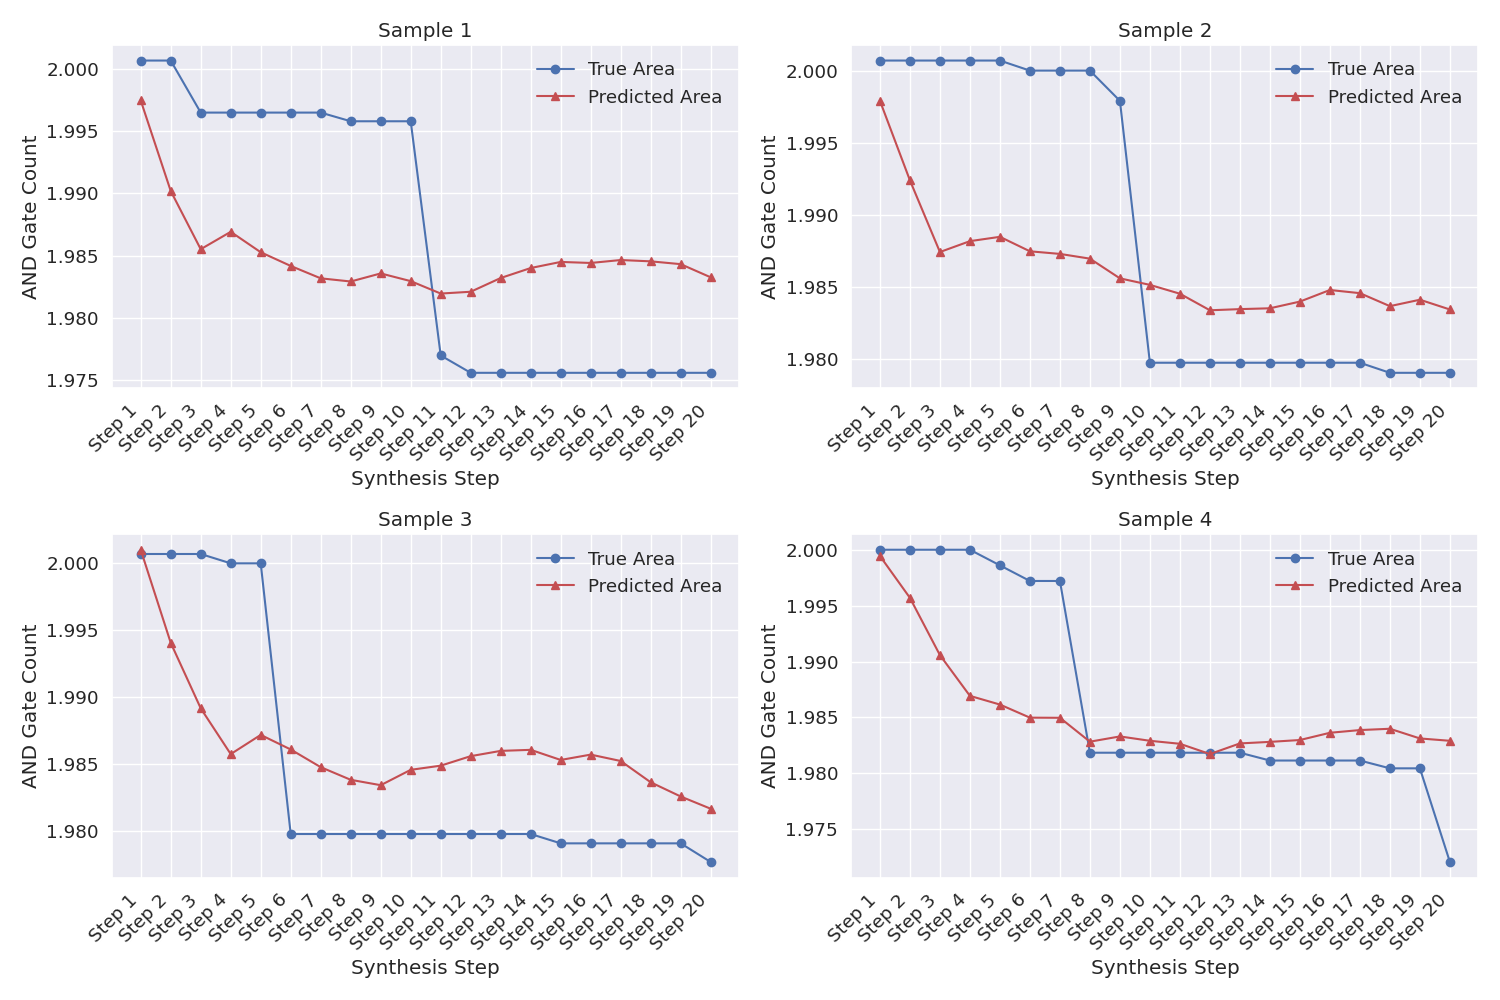 Sample 1
AND Gate Count
2.000
1.995
1.990
1.985
1.980
1.975
True Area
Predicted Area
Step 1
Step 2
Step 3
Step 4
Step 5
Step 6
Step 7
Step 8
Step 9
Step 10
Step 11
Step 12
Step 13
Step 14
Step 15
Step 16
Step 17
Step 18
Step 19
Step 20
Synthesis Step
Sample 2
AND Gate Count
2.000
1.995
1.990
1.985
1.980
True Area
Predicted Area
Step 1
Step 2
Step 3
Step 4
Step 5
Step 6
Step 7
Step 8
Step 9
Step 10
Step 11
Step 12
Step 13
Step 14
Step 15
Step 16
Step 17
Step 18
Step 19
Step 20
Synthesis Step
Sample 3
AND Gate Count
2.000
1.995
1.990
1.985
1.980
True Area
Predicted Area
Step 1
Step 2
Step 3
Step 4
Step 5
Step 6
Step 7
Step 8
Step 9
Step 10
Step 11
Step 12
Step 13
Step 14
Step 15
Step 16
Step 17
Step 18
Step 19
Step 20
Synthesis Step
Sample 4
AND Gate Count
2.000
1.995
1.990
1.985
1.980
1.975
True Area
Predicted Area
Step 1
Step 2
Step 3
Step 4
Step 5
Step 6
Step 7
Step 8
Step 9
Step 10
Step 11
Step 12
Step 13
Step 14
Step 15
Step 16
Step 17
Step 18
Step 19
Step 20
Synthesis Step